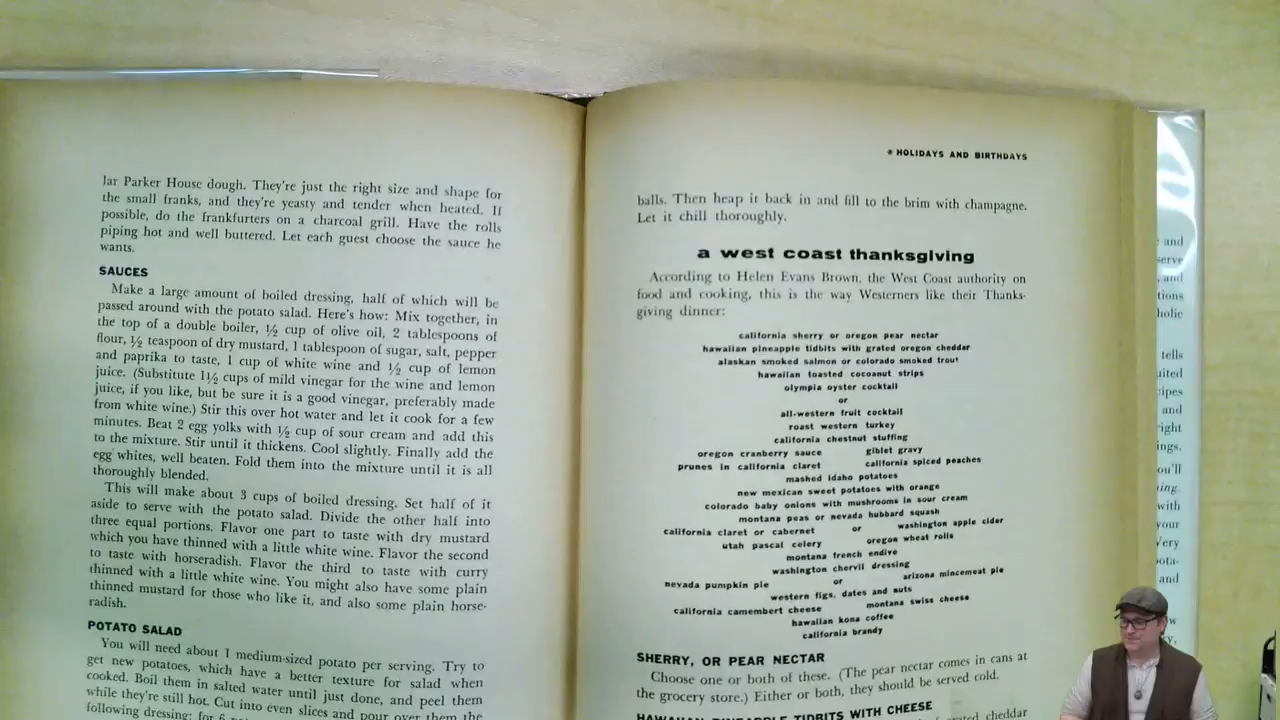 lar Parker House dough. They're just the right size and shape for
the small franks, and they're yeasty and tender when heated. If
possible, do the frankfurters on a charcoal grill. Have the rolls
piping hot and well buttered. Let each guest choose the sauce he
wants.
SAUCES
Make a large amount of boiled dressing, half of which will be
passed around with the potato salad. Here's how: Mix together, in
the top of a double boiler, ½ cup of olive oil, 2 tablespoons of
flour, ½ teaspoon of dry mustard, 1 tablespoon of sugar, salt, pepper
and paprika to taste, 1 cup of white wine and ½ cup of lemon
juice. (Substitute 1½ cups of mild vinegar for the wine and lemon
juice, if you like, but be sure it is a good vinegar, preferably made
from white wine.) Stir this over hot water and let it cook for a few
minutes. Beat 2 egg yolks with ½ cup of sour cream and add this
to the mixture. Stir until it thickens. Cool slightly. Finally add the
egg whites, well beaten. Fold them into the mixture until it is all
thoroughly blended.
This will make about 3 cups of boiled dressing. Set half of it
aside to serve with the potato salad. Divide the other half into
three equal portions. Flavor one part to taste with dry mustard
which you have thinned with a little white wine. Flavor the second
to taste with horseradish. Flavor the third to taste with curry
thinned with a little white wine. You might also have some plain
thinned mustard for those who like it, and also some plain horse-
radish.
POTATO SALAD
You will need about 1 medium-sized potato per serving. Try to
get new potatoes, which have a better texture for salad when
cooked. Boil them in salted water until just done, and peel them
while they're still hot. Cut into even slices and pour over them the
following dressing: for 6
* HOLIDAYS AND BIRTHDAYS
balls. Then heap it back in and fill to the brim with champagne.
Let it chill thoroughly.
a west coast thanksgiving
According to Helen Evans Brown, the West Coast authority on
food and cooking, this is the way Westerners like their Thanks-
giving dinner:
california sherry or oregon pear nectar
hawaiian pineapple tidbits with grated oregon cheddar
alaskan smoked salmon or colorado smoked trout
hawaiian toasted cocoanut strips
olympia oyster cocktail
or
all-western fruit cocktail
roast western turkey
california chestnut stuffing
oregon cranberry sauce giblet gravy
prunes in california claret california spiced peaches
mashed idaho potatoes
new mexican sweet potatoes with orange
colorado baby onions with mushrooms in sour cream
montana peas or nevada hubbard squash
california claret or cabernet or washington apple cider
utah pascal celery oregon wheat rolls
montana french endive
washington chervil dressing
nevada pumpkin pie or arizona mincemeat pie
western figs, dates and nuts
california camembert cheese montana swiss cheese
hawaiian kona coffee
california brandy
SHERRY, OR PEAR NECTAR
Choose one or both of these. (The pear nectar comes in cans at
the grocery store.) Either or both, they should be served cold.
HAWAIIAN PINEAPPLE TIDBITS WITH CHEESE
cheddar